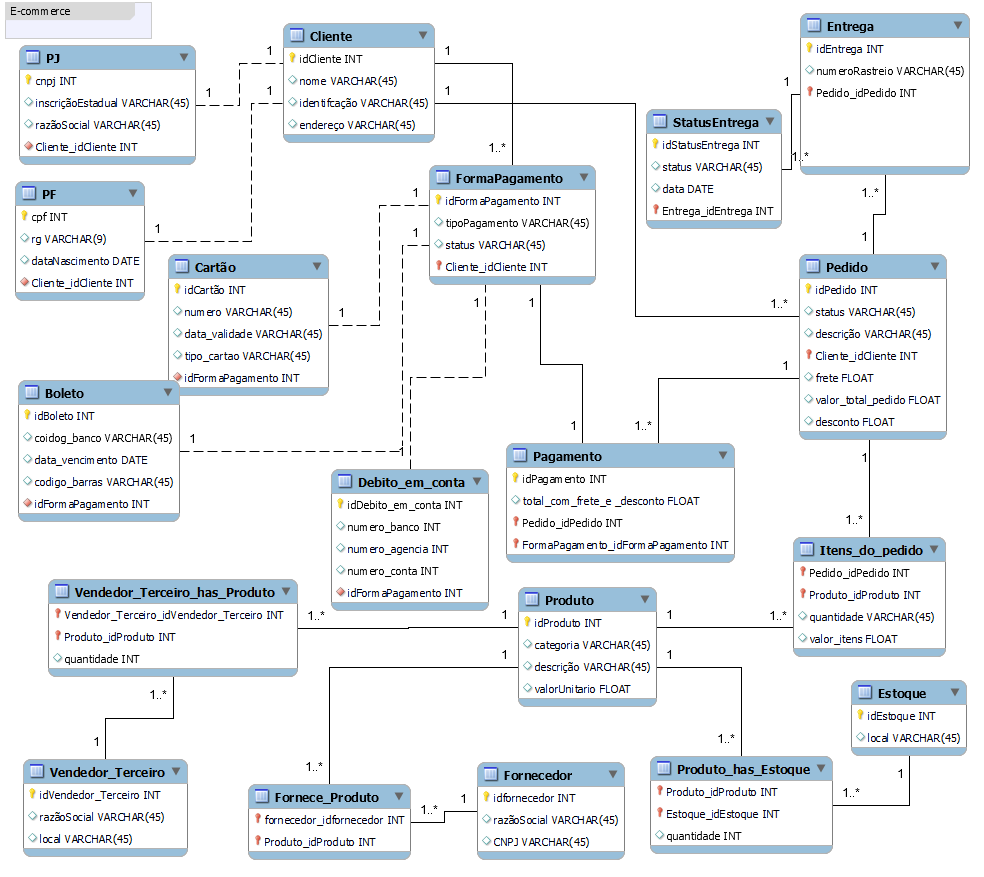 E-commerce
PJ
cnpj INT
inscriçãoEstadual VARCHAR(45)
razãoSocial VARCHAR(45)
Cliente_idCliente INT
1
1
Cliente
idCliente INT
nome VARCHAR(45)
identifcação VARCHAR(45)
endereço VARCHAR(45)
1
1
1
1
1..*
Entrega
idEntrega INT
numeroRastreio VARCHAR(45)
Pedido_idPedido INT
1
1..*
StatusEntrega
idStatusEntrega INT
status VARCHAR(45)
data DATE
Entrega_idEntrega INT
1..*
1
PF
cpf INT
rg VARCHAR(9)
dataNascimento DATE
Cliente_idCliente INT
FormaPagamento
idFormaPagamento INT
tipoPagamento VARCHAR(45)
status VARCHAR(45)
Cliente_idCliente INT
1
1
1
1
Cartão
idCartão INT
numero VARCHAR(45)
data_validade VARCHAR(45)
tipo_cartao VARCHAR(45)
idFormaPagamento INT
1
Pedido
idPedido INT
status VARCHAR(45)
descrição VARCHAR(45)
Cliente_idCliente INT
frete FLOAT
valor_total_pedido FLOAT
desconto FLOAT
1..*
1
1
Boleto
idBoleto INT
coidog_banco VARCHAR(45)
data_vencimento DATE
codigo_barras VARCHAR(45)
idFormaPagamento INT
1
Debito_em_conta
idDebito_em_conta INT
numero_banco INT
numero_agencia INT
numero_conta INT
idFormaPagamento INT
1
1..*
Pagamento
idPagamento INT
total_com_frete_e _desconto FLOAT
Pedido_idPedido INT
FormaPagamento_idFormaPagamento INT
1..*
Itens_do_pedido
Pedido_idPedido INT
Produto_idProduto INT
quantidade VARCHAR(45)
valor_itens FLOAT
1..*
Vendedor_Terceiro_has_Produto
Vendedor_Terceiro_idVendedor_Terceiro INT
Produto_idProduto INT
quantidade INT
1..*
1..*
Produto
idProduto INT
categoria VARCHAR(45)
descrição VARCHAR(45)
valorUnitario FLOAT
1
1
1
1
Estoque
idEstoque INT
local VARCHAR(45)
1
Vendedor_Terceiro
idVendedor_Terceiro INT
razãoSocial VARCHAR(45)
local VARCHAR(45)
1
Fornece_Produto
fornecedor_idfornecedor INT
Produto_idProduto INT
1..*
1..*
Fornecedor
idfornecedor INT
razãoSocial VARCHAR(45)
CNPJ VARCHAR(45)
1
Produto_has_Estoque
Produto_idProduto INT
Estoque_idEstoque INT
quantidade INT
1..*
1..*